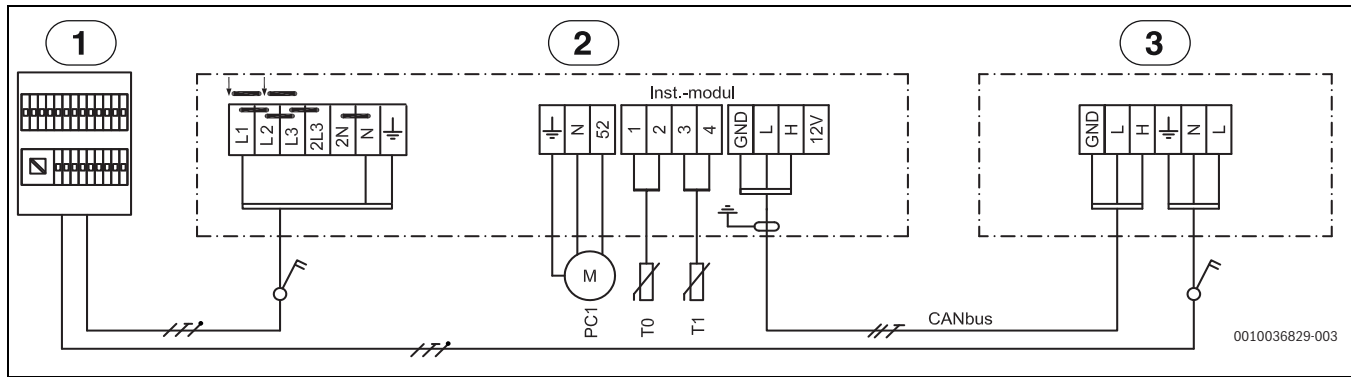 1
2
3
Inst.-modul
L1 L2 L3 2L3 2N N
N 52
1 2 3 4
GND L H 12V
GND L H N L
M
PC1
T0
T1
CANbus
0010036829-003